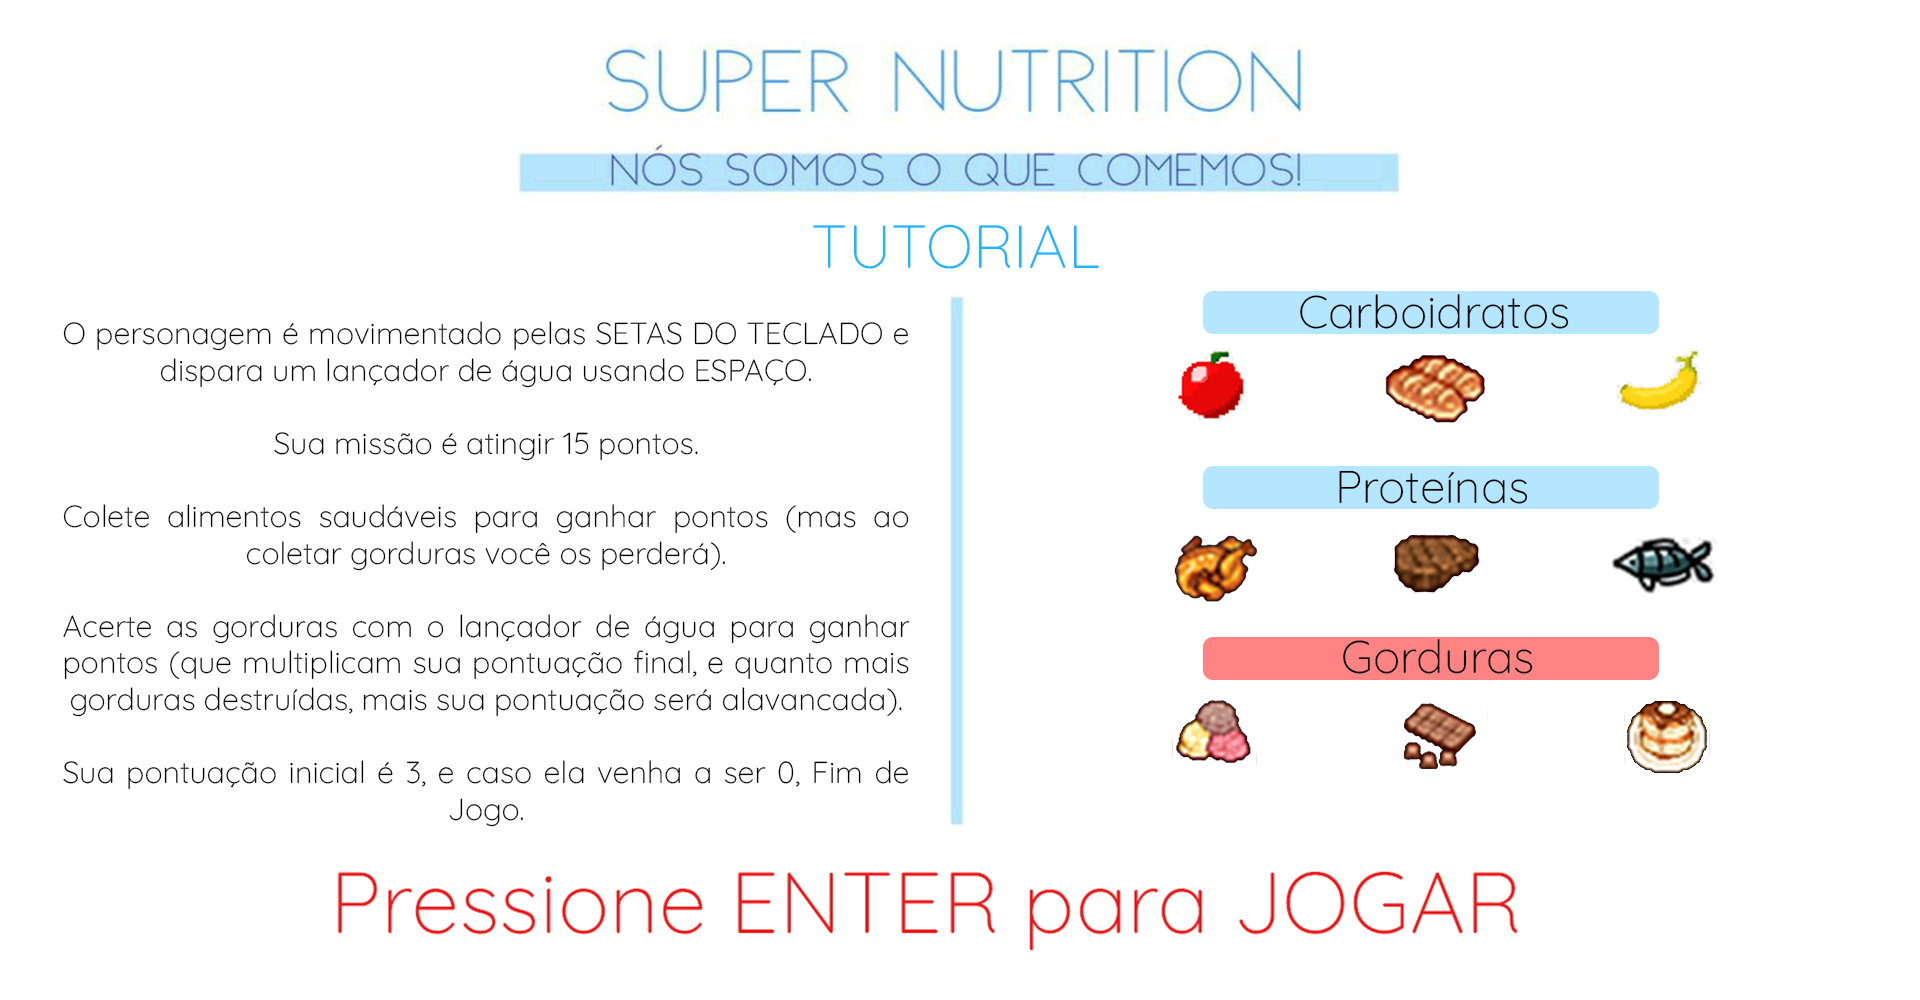 SUPER NUTRITION
NÓS SOMOS O QUE COMEMOS!
TUTORIAL
O personagem é movimentado pelas SETAS DO TECLADO e
dispara um lançador de água usando ESPAÇO.
Sua missão é atingir 15 pontos.
Colete alimentos saudáveis para ganhar pontos (mas ao
coletar gorduras você os perderá).
Acerte as gorduras com o lançador de água para ganhar
pontos (que multiplicam sua pontuação final, e quanto mais
gorduras destruídas, mais sua pontuação será alavancada).
Sua pontuação inicial é 3, e caso ela venha a ser 0, Fim de
Jogo.
Carboidratos
Proteínas
Gorduras
Pressione ENTER para JOGAR